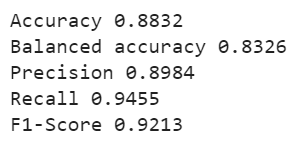 Accuracy 0.8832
Balanced accuracy 0.8326
Precision 0.8984
Recall 0.9455
F1-Score 0.9213